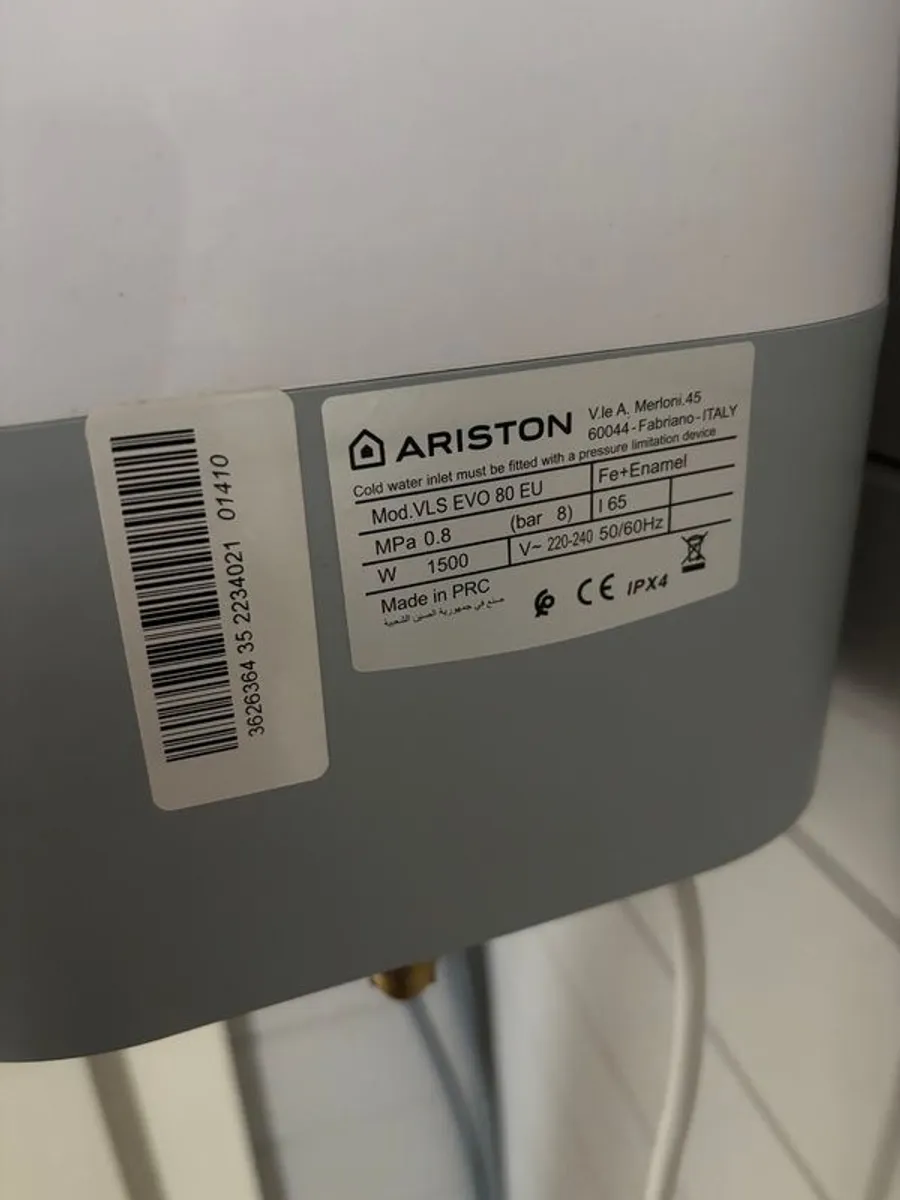 3626364 35 2234021 01410
ARISTON
V.le A. Merloni.45
60044 - Fabriano - ITALY
Cold water inlet must be fitted with a pressure limitation device
Mod.VLS EVO 80 EU Fe+Enamel
MPa 0.8 (bar 8) l 65
W 1500 V~ 220-240 50/60Hz
Made in PRC
صنع في جمهورية الصين الشعبية
CE IPX4